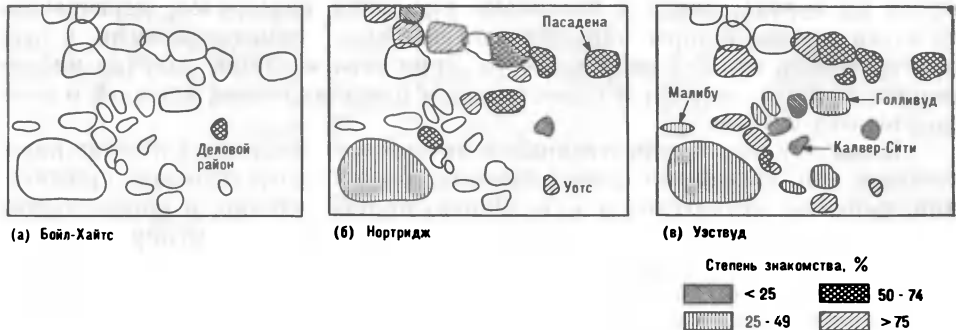 Деловой
район
(а) Бойл-Хайтс
Пасадена
Уотс
(б) Нортридж
Малибу
Голливуд
Калвер-Сити
(в) Уэствуд
Степень знакомства, %
< 25
50 - 74
25 - 49
> 75